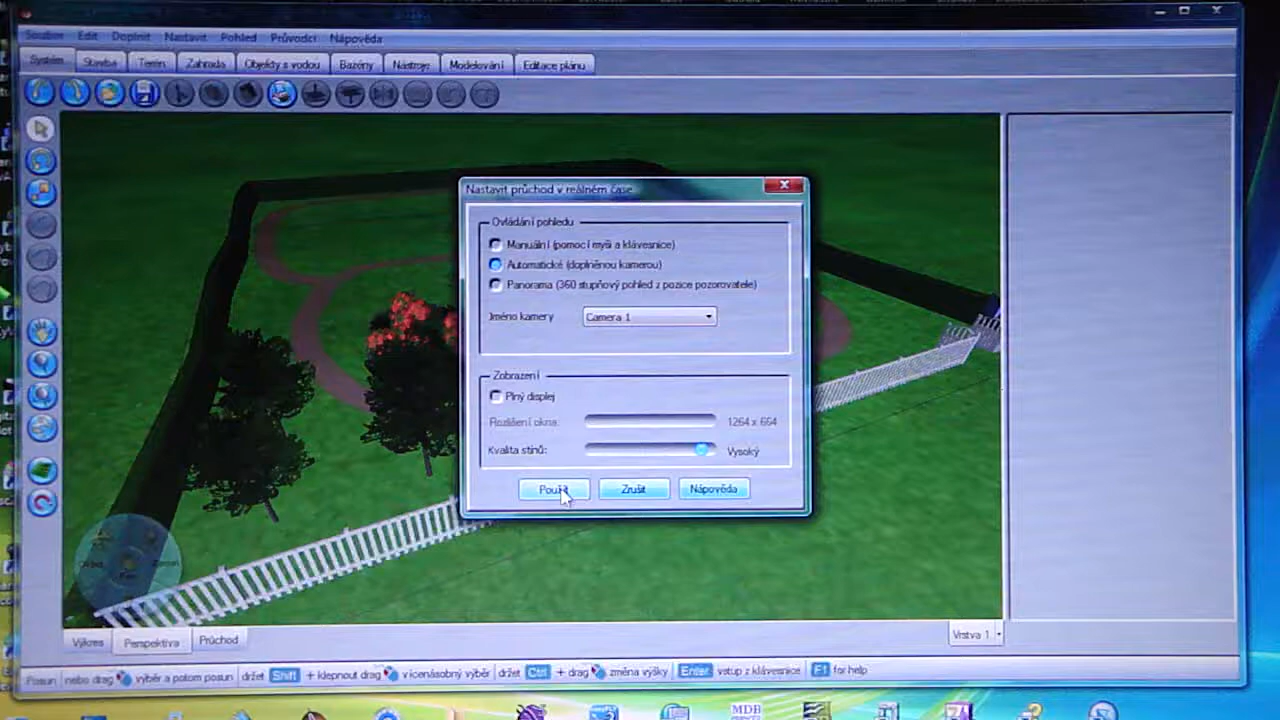 Soubor Edit Doplnit Nastavit Pohled Průvodci Nápověda
Systém Stavba Terén Zahrada Objekty s vodou Bazény Nástroje Modelování Editace plánu
Nastavit průchod v reálném čase
Ovládání pohledu
Manuální (pomocí myši a klávesnice)
Automatické (doplněnou kamerou)
Panorama (360 stupňový pohled z pozice pozorovatele)
Jméno kamery Camera 1
Zobrazení
Plný displej
Rozlišení okna: 1264 x 664
Kvalita stínů: Vysoký
Použít Zrušit Nápověda
Orbit Zoom
Pan
Výkres Perspektiva Průchod Vrstva 1
Posun nebo drag výběr a potom posun držet Shift + klepnout drag vícenásobný výběr držet Ctrl + drag změna výšky Enter vstup z klávesnice F1 for help
MDB